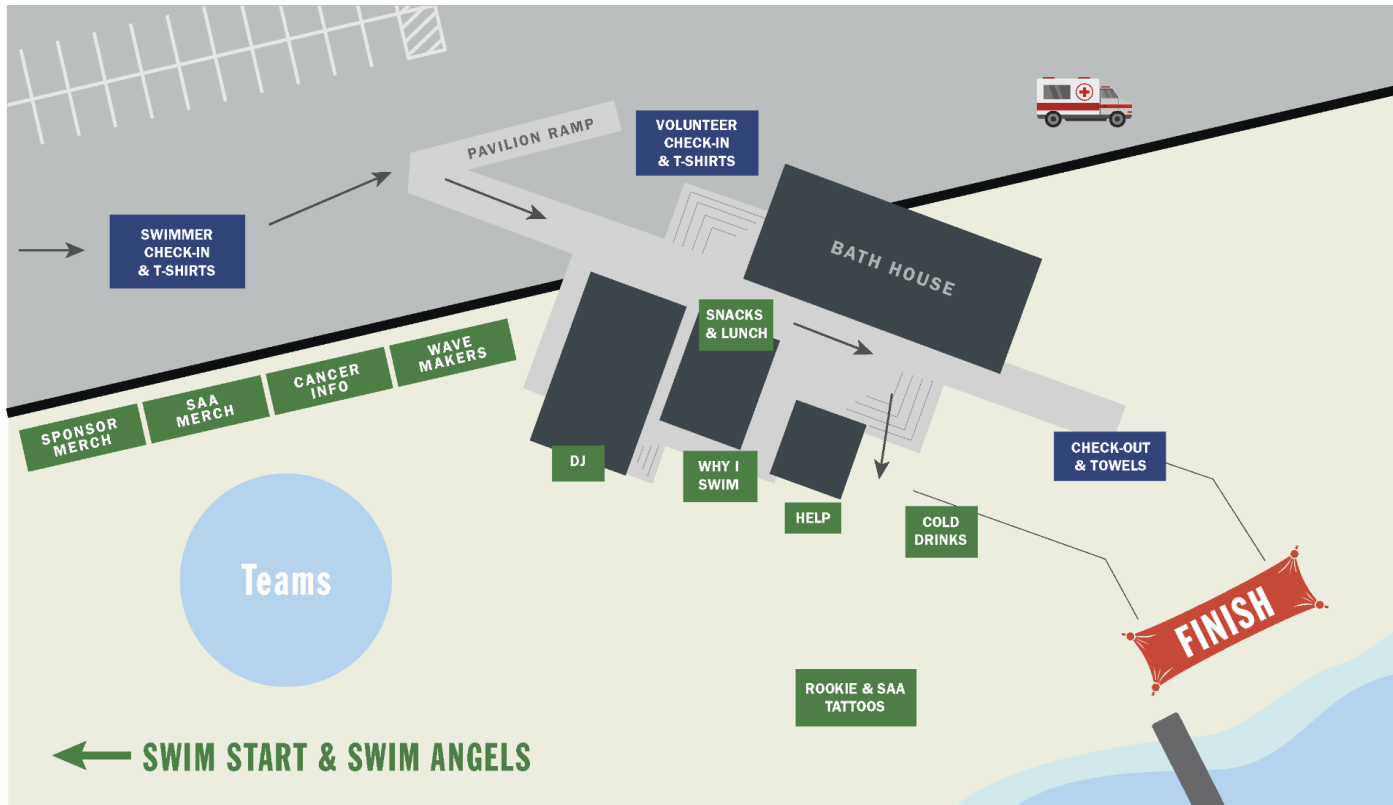 PAVILION RAMP
VOLUNTEER
CHECK-IN
& T-SHIRTS
SWIMMER
CHECK-IN
& T-SHIRTS
BATH HOUSE
SNACKS
& LUNCH
WAVE
MAKERS
CANCER
INFO
SAA
MERCH
SPONSOR
MERCH
DJ
WHY I
SWIM
HELP
COLD
DRINKS
CHECK-OUT
& TOWELS
Teams
FINISH
ROOKIE & SAA
TATTOOS
SWIM START & SWIM ANGELS